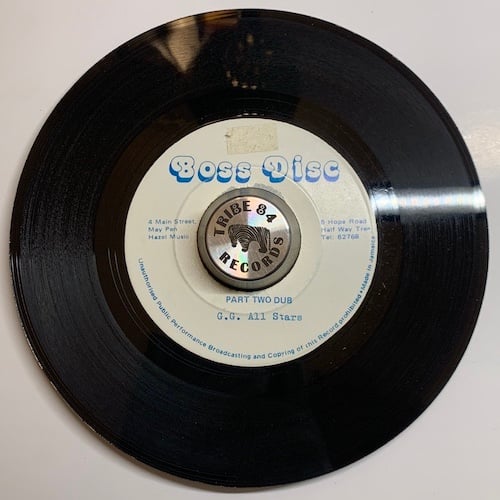 Boss Disc
4 Main Street,
May Pen
Hazel Music
5 Hope Road
Half Way Tree
Tel: 62768
TRIBE 84
RECORDS
PART TWO DUB
G.G. All Stars
Unauthorised Public Performance Broadcasting and Copring of this Record prohibited • Made in Jamaica